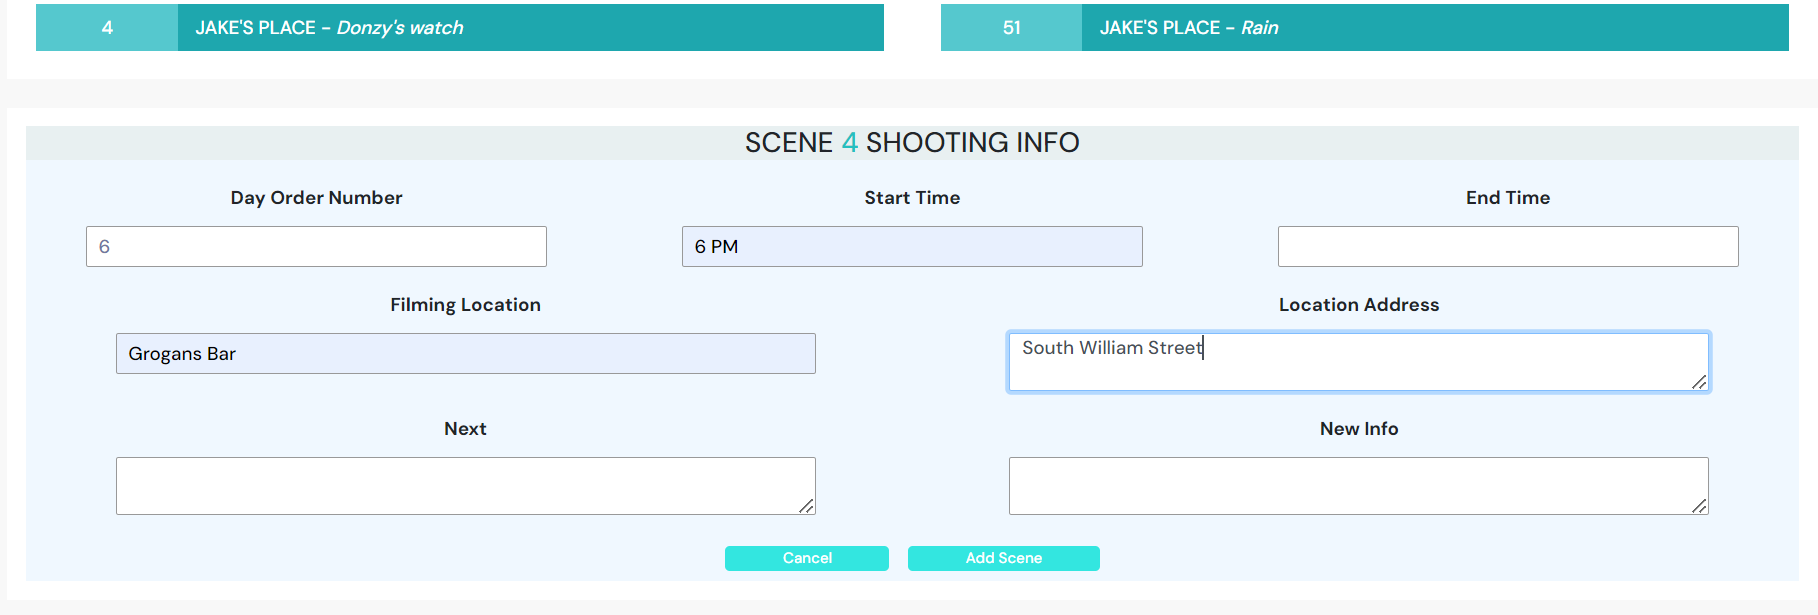 4 JAKE'S PLACE - Donzy's watch
51 JAKE'S PLACE - Rain
SCENE 4 SHOOTING INFO
Day Order Number
Start Time
End Time
6
6 PM
Filming Location
Location Address
Grogans Bar
South William Street
Next
New Info
Cancel
Add Scene